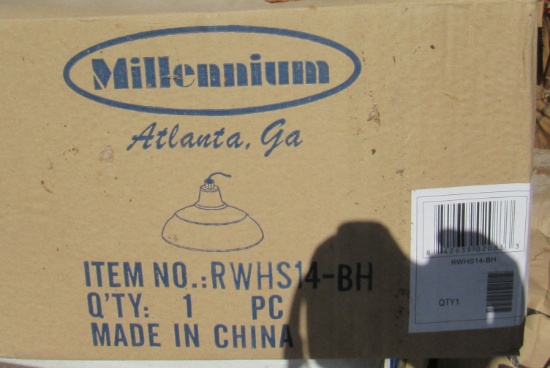 Millennium
Atlanta, Ga
ITEM NO.:RWHS14-BH
Q'TY: 1 PC
MADE IN CHINA
RWHS14-BH
QTY1